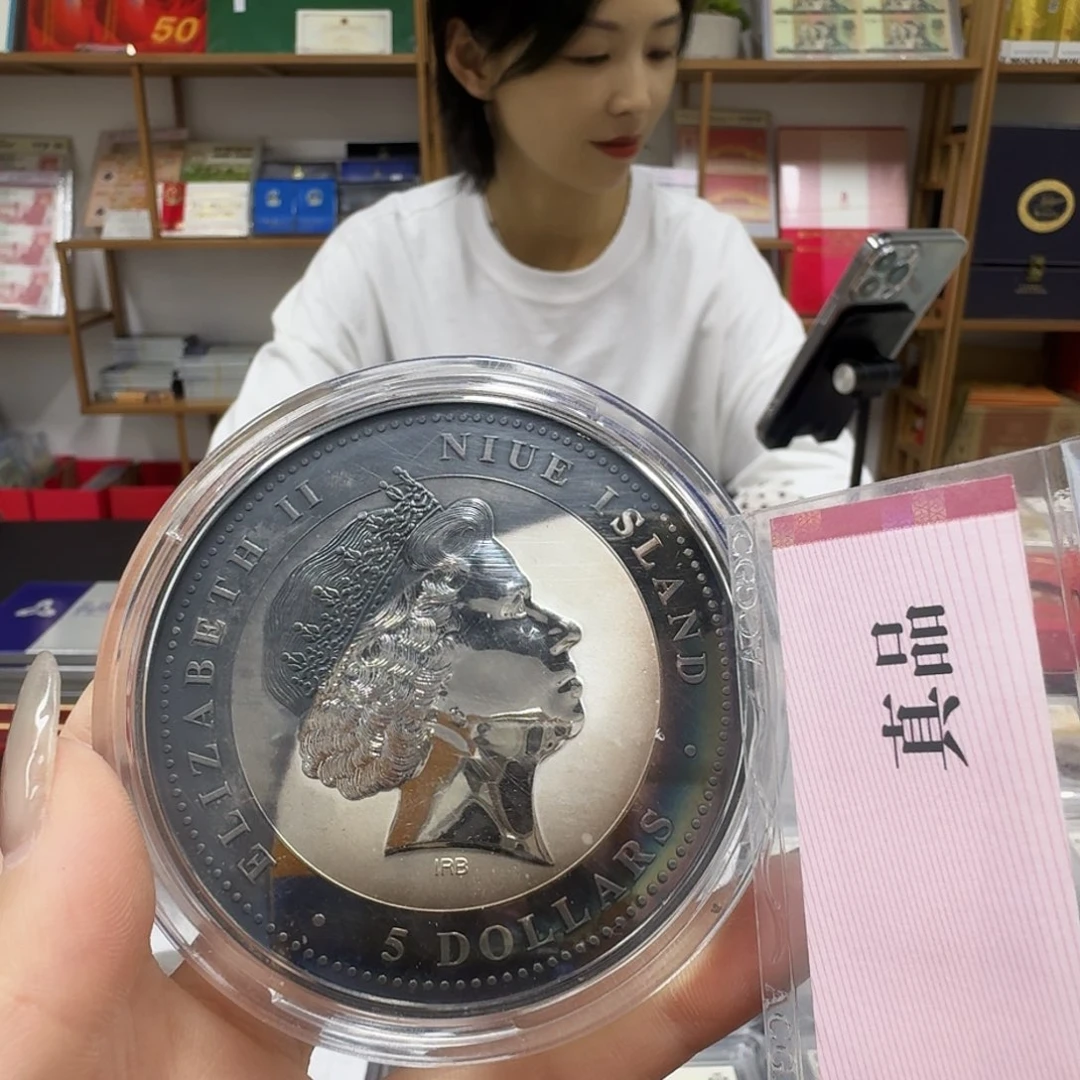 50
ELIZABETH II
NIUE ISLAND
IRB
5 DOLLARS
真品